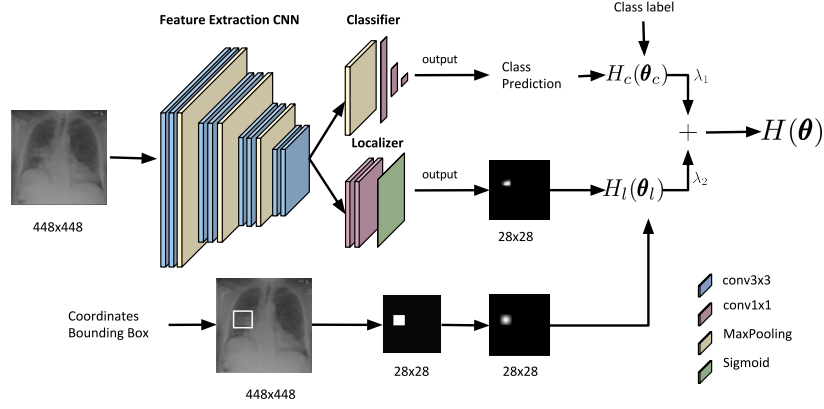 Class label
Feature Extraction CNN
Classifier
output
Class
Prediction
H_c(θ_c)
λ_1
+
H(θ)
Localizer
output
H_l(θ_l)
λ_2
448x448
28x28
Coordinates
Bounding Box
448x448
28x28
28x28
conv3x3
conv1x1
MaxPooling
Sigmoid